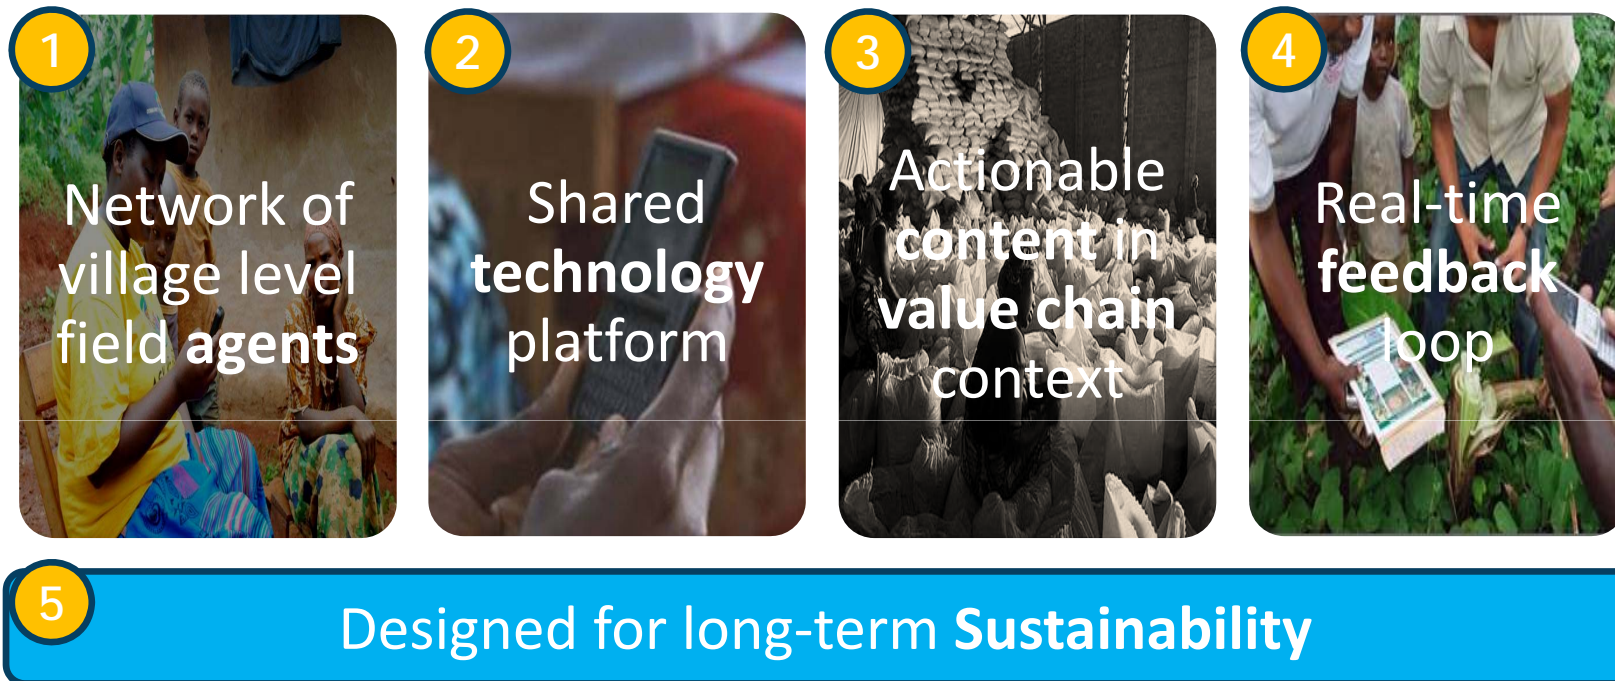 1
Network of
village level
field agents
2
Shared
technology
platform
3
Actionable
content in
value chain
context
4
Real-time
feedback
loop
5
Designed for long-term Sustainability